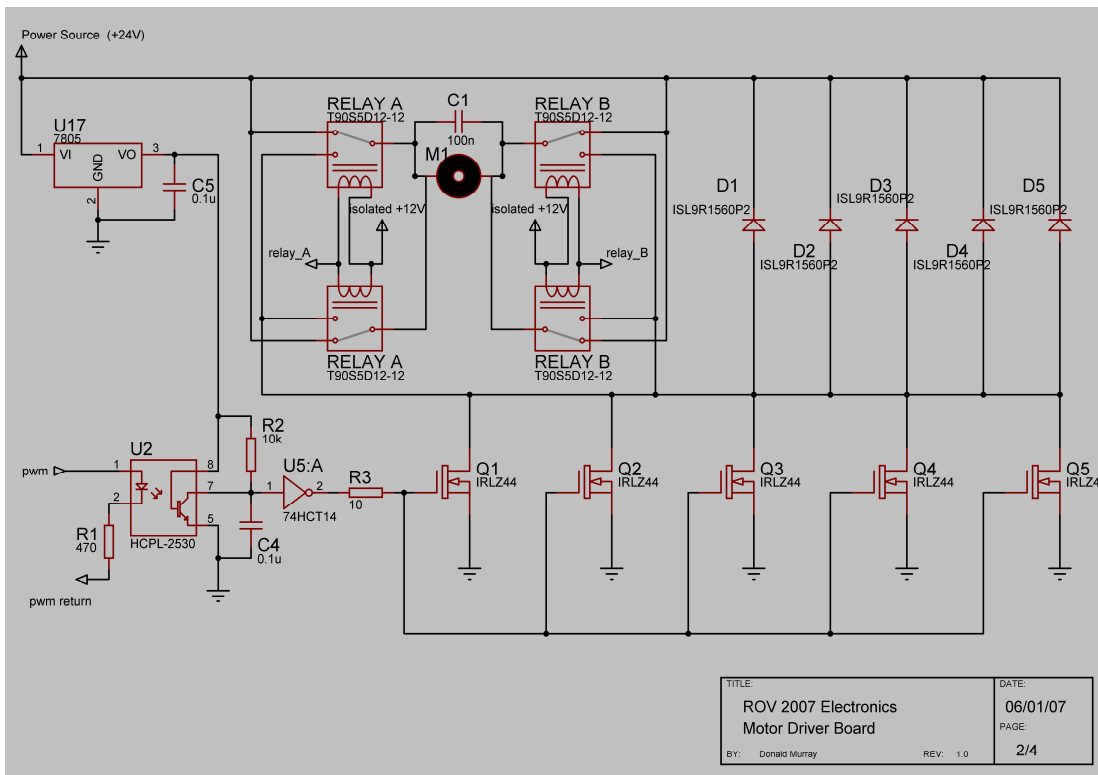 Power Source (+24V)
U17
7805
1
VI
VO
3
GND
2
C5
0.1u
RELAY A
T90S5D12-12
C1
100n
M1
RELAY B
T90S5D12-12
isolated +12V
isolated +12V
relay_A
relay_B
RELAY A
T90S5D12-12
RELAY B
T90S5D12-12
D1
ISL9R1560P2
D2
ISL9R1560P2
D3
ISL9R1560P2
D4
ISL9R1560P2
D5
ISL9R1560P2
R2
10k
U2
pwm
1
8
7
2
5
HCPL-2530
R1
470
pwm return
C4
0.1u
U5:A
1
2
74HCT14
R3
10
Q1
IRLZ44
Q2
IRLZ44
Q3
IRLZ44
Q4
IRLZ44
Q5
IRLZ4
TITLE:
ROV 2007 Electronics
Motor Driver Board
BY: Donald Murray
REV: 1.0
DATE:
06/01/07
PAGE:
2/4